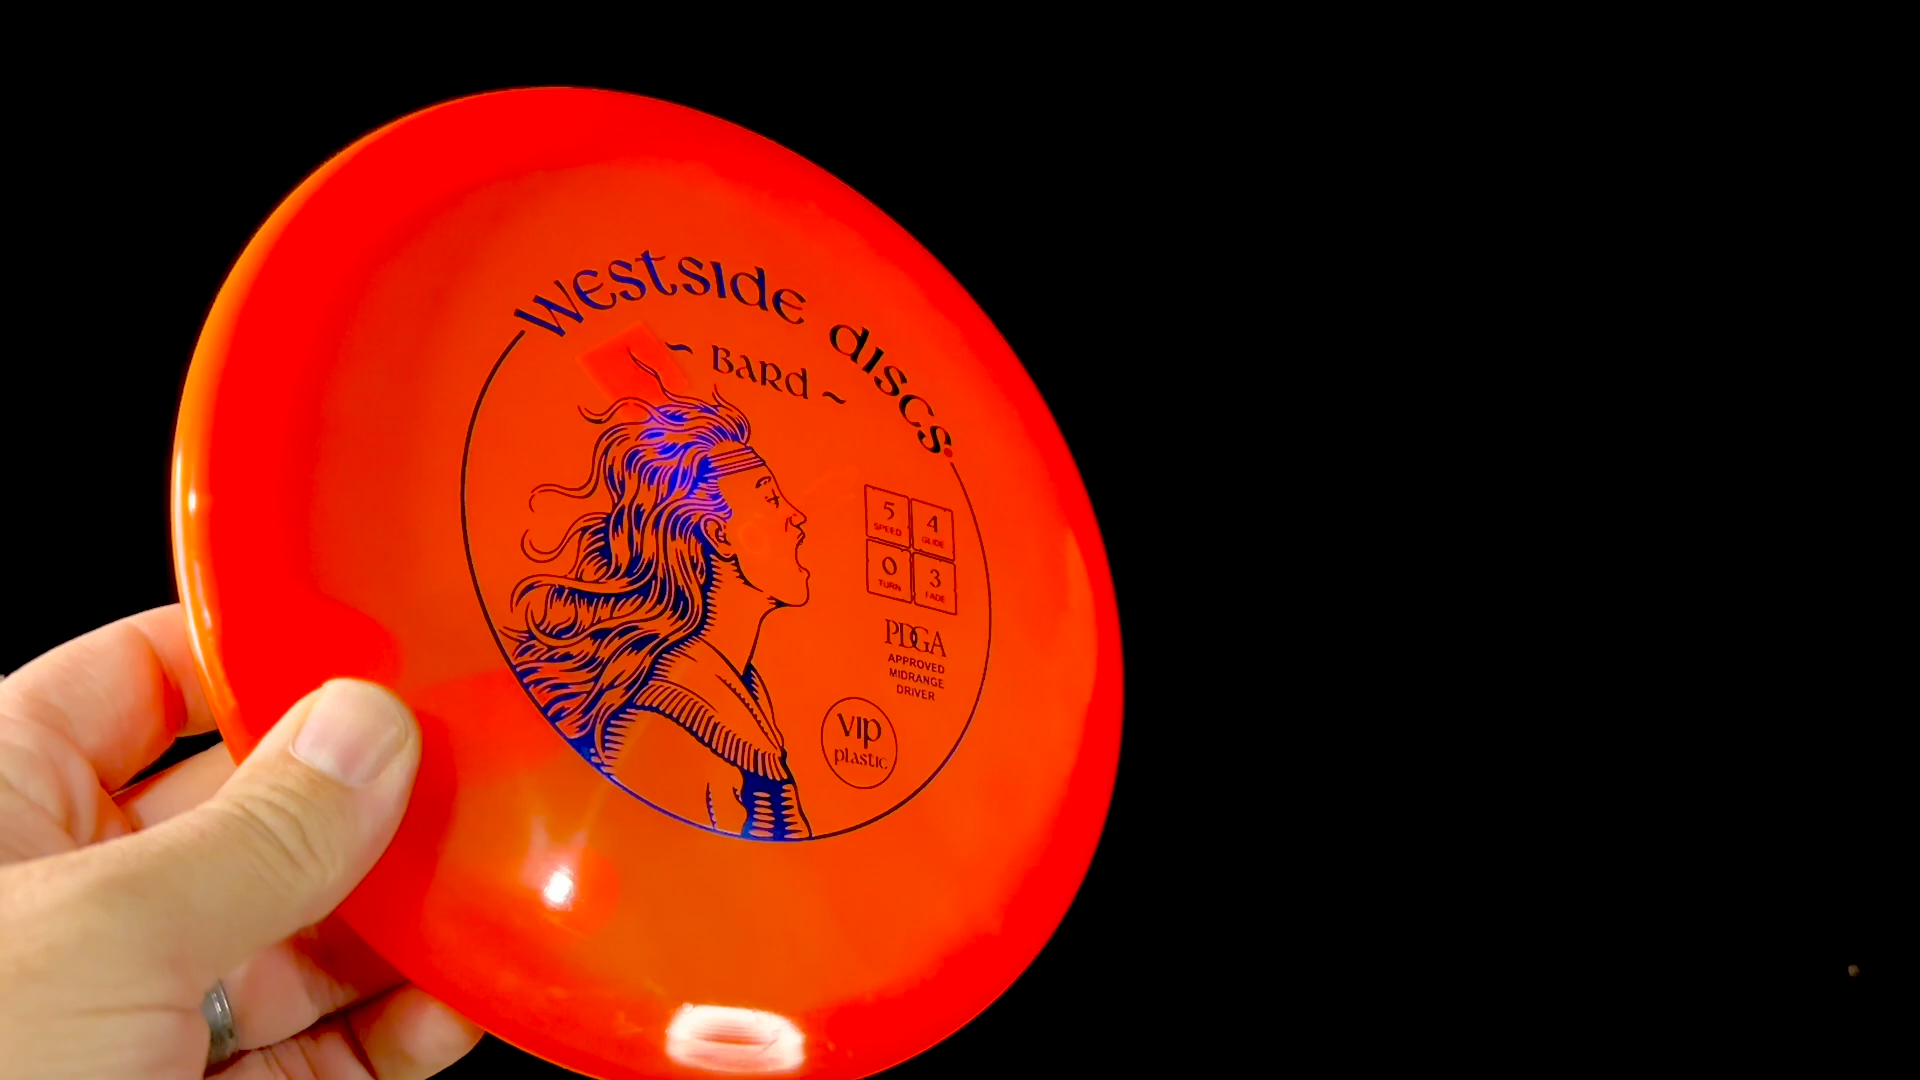 westside discs.
~ BARD ~
5 4
SPEED GLIDE
0 3
TURN FADE
PDGA
APPROVED
MIDRANGE
DRIVER
VIP
plastic